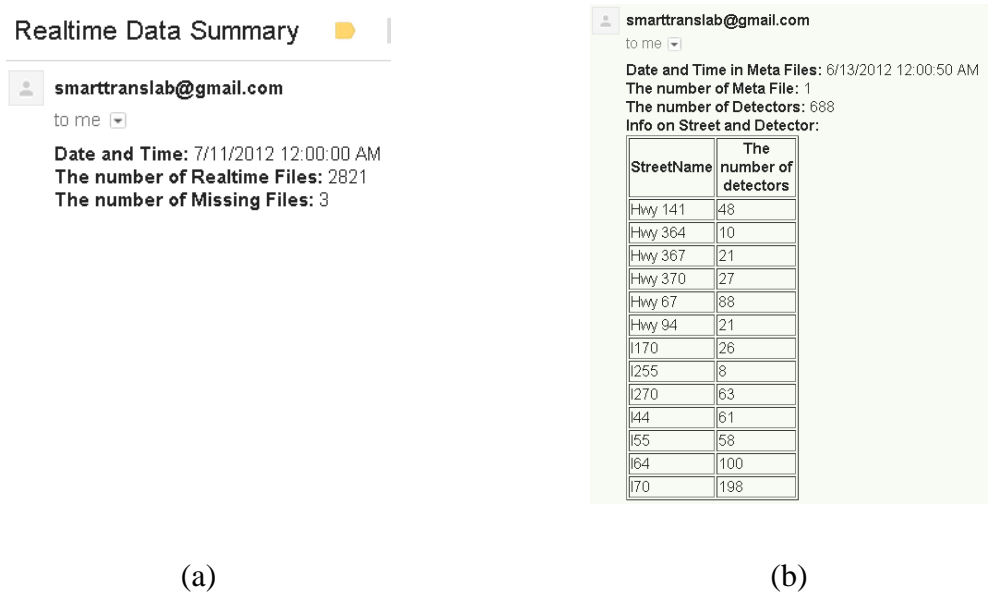 Realtime Data Summary
smarttranslab@gmail.com
to me
Date and Time: 7/11/2012 12:00:00 AM
The number of Realtime Files: 2821
The number of Missing Files: 3
(a)
smarttranslab@gmail.com
to me
Date and Time in Meta Files: 6/13/2012 12:00:50 AM
The number of Meta File: 1
The number of Detectors: 688
Info on Street and Detector:
StreetName The number of detectors
Hwy 141 48
Hwy 364 10
Hwy 367 21
Hwy 370 27
Hwy 67 88
Hwy 94 21
I170 26
I255 8
I270 63
I44 61
I55 58
I64 100
I70 198
(b)